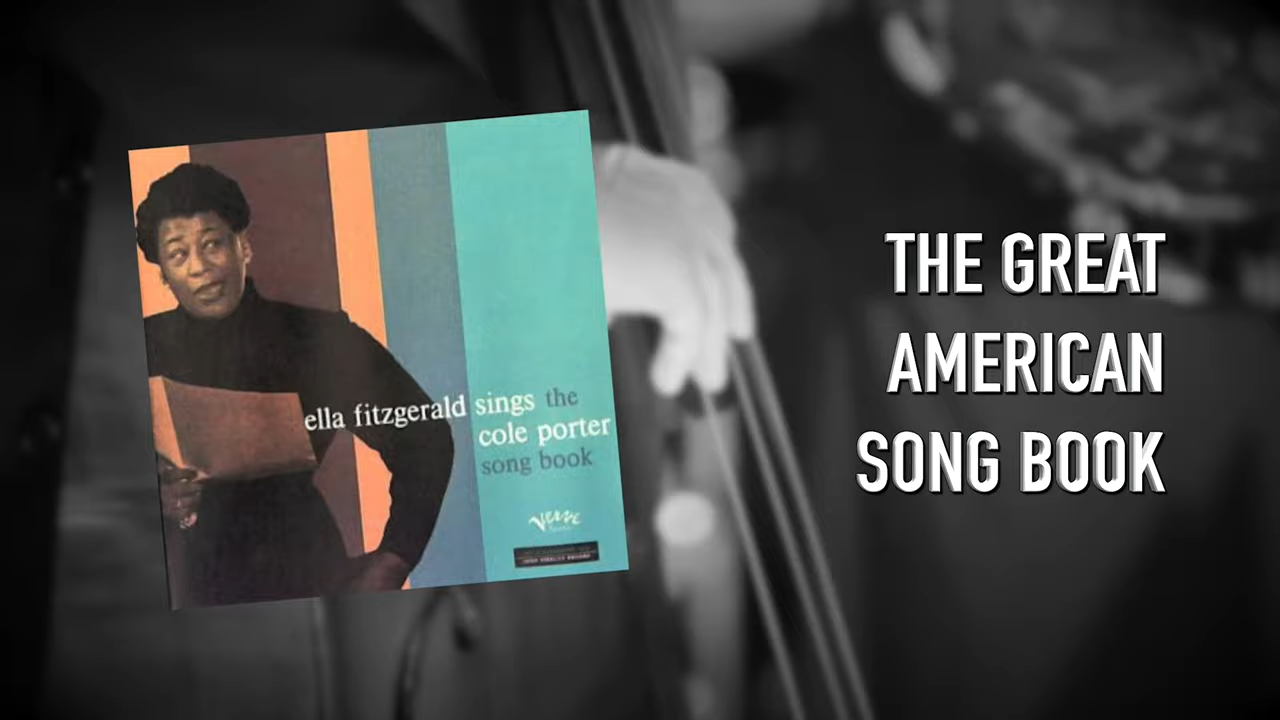 ella fitzgerald sings the
cole porter
song book
Verve
THE GREAT
AMERICAN
SONG BOOK